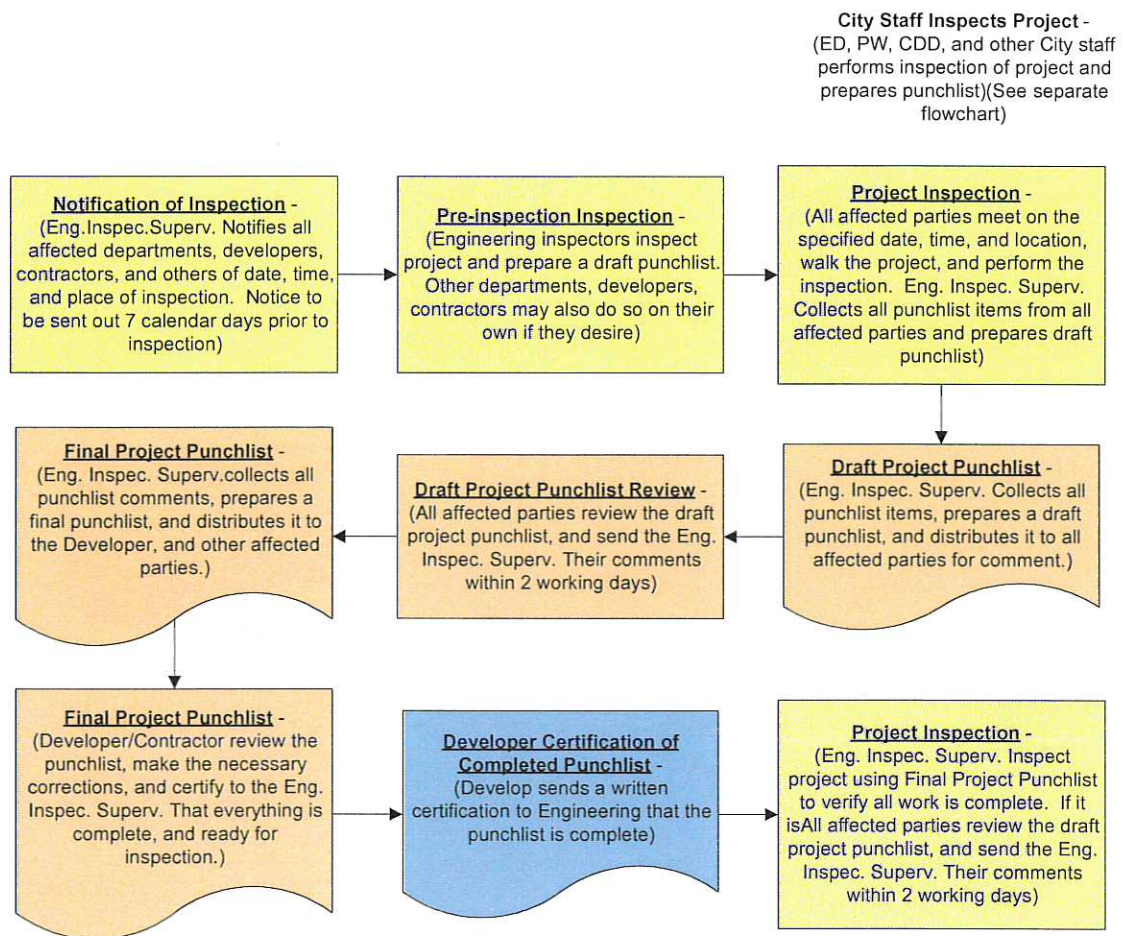 City Staff Inspects Project -
(ED, PW, CDD, and other City staff
performs inspection of project and
prepares punchlist)(See separate
flowchart)
Notification of Inspection -
(Eng.Inspec.Superv. Notifies all
affected departments, developers,
contractors, and others of date, time,
and place of inspection. Notice to
be sent out 7 calendar days prior to
inspection)
Pre-inspection Inspection -
(Engineering inspectors inspect
project and prepare a draft punchlist.
Other departments, developers,
contractors may also do so on their
own if they desire)
Project Inspection -
(All affected parties meet on the
specified date, time, and location,
walk the project, and perform the
inspection. Eng. Inspec. Superv.
Collects all punchlist items from all
affected parties and prepares draft
punchlist)
Draft Project Punchlist -
(Eng. Inspec. Superv. Collects all
punchlist items, prepares a draft
punchlist, and distributes it to all
affected parties for comment.)
Draft Project Punchlist Review -
(All affected parties review the draft
project punchlist, and send the Eng.
Inspec. Superv. Their comments
within 2 working days)
Final Project Punchlist -
(Eng. Inspec. Superv.collects all
punchlist comments, prepares a
final punchlist, and distributes it to
the Developer, and other affected
parties.)
Final Project Punchlist -
(Developer/Contractor review the
punchlist, make the necessary
corrections, and certify to the Eng.
Inspec. Superv. That everything is
complete, and ready for
inspection.)
Developer Certification of
Completed Punchlist -
(Develop sends a written
certification to Engineering that the
punchlist is complete)
Project Inspection -
(Eng. Inspec. Superv. Inspect
project using Final Project Punchlist
to verify all work is complete. If it
isAll affected parties review the draft
project punchlist, and send the Eng.
Inspec. Superv. Their comments
within 2 working days)